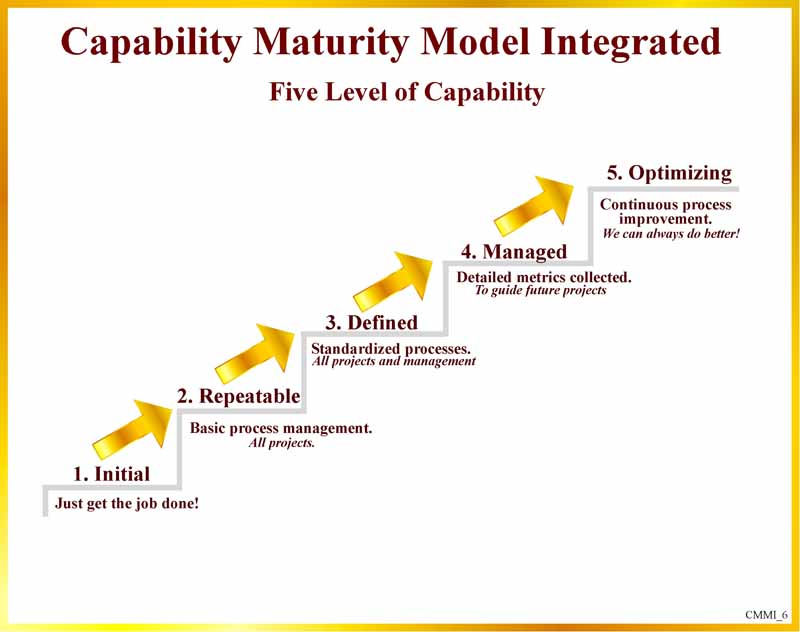 Capability Maturity Model Integrated
Five Level of Capability
5. Optimizing
Continuous process
improvement.
We can always do better!
4. Managed
Detailed metrics collected.
To guide future projects
3. Defined
Standardized processes.
All projects and management
2. Repeatable
Basic process management.
All projects.
1. Initial
Just get the job done!
CMMI_6